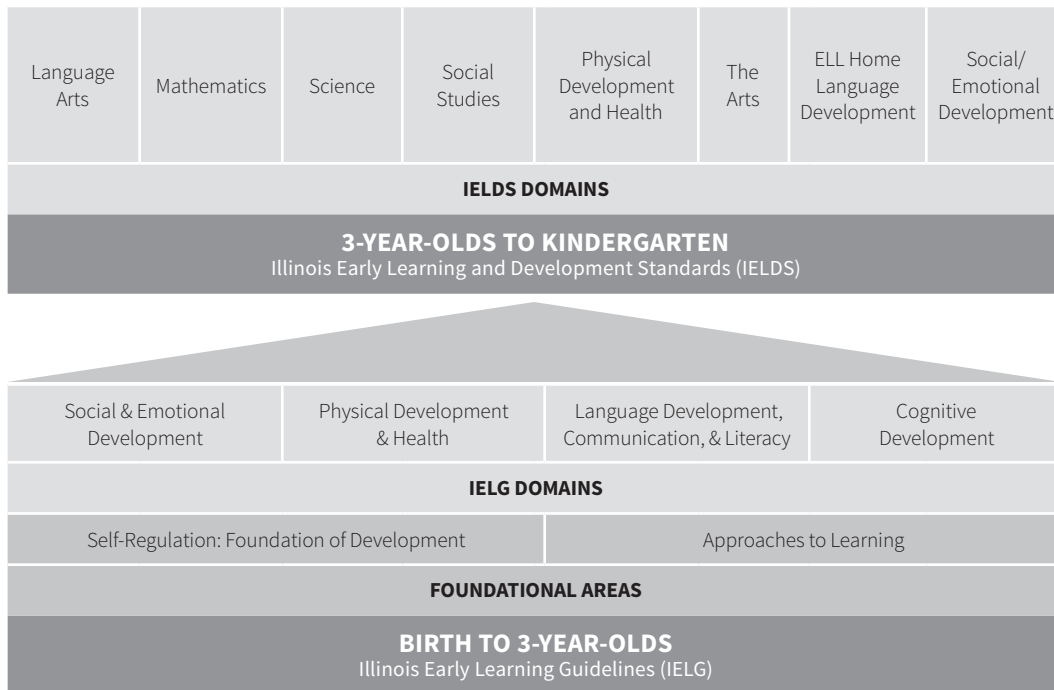 Language
Arts
Mathematics
Science
Social
Studies
Physical
Development
and Health
The
Arts
ELL Home
Language
Development
Social/
Emotional
Development
IELDS DOMAINS
3-YEAR-OLDS TO KINDERGARTEN
Illinois Early Learning and Development Standards (IELDS)
Social & Emotional
Development
Physical Development
& Health
Language Development,
Communication, & Literacy
Cognitive
Development
IELG DOMAINS
Self-Regulation: Foundation of Development
Approaches to Learning
FOUNDATIONAL AREAS
BIRTH TO 3-YEAR-OLDS
Illinois Early Learning Guidelines (IELG)